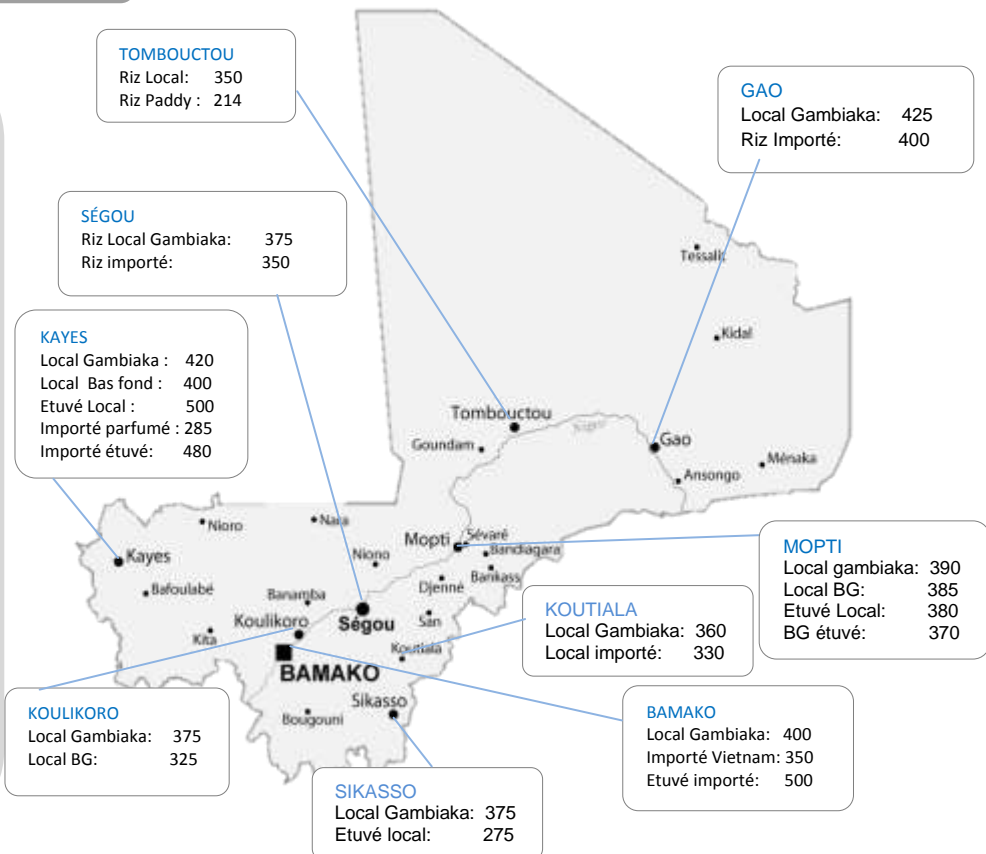 TOMBOUCTOU
Riz Local: 350
Riz Paddy : 214
GAO
Local Gambiaka: 425
Riz Importé: 400
SÉGOU
Riz Local Gambiaka: 375
Riz importé: 350
KAYES
Local Gambiaka : 420
Local Bas fond : 400
Etuvé Local : 500
Importé parfumé : 285
Importé étuvé: 480
Tessalit
Kidal
Tombouctou
Niger
Goundam
Gao
Ménaka
Ansongo
Nioro
Nara
Mopti
Sévaré
Bandiagara
Kayes
Niono
Bankass
Bafoulabé
Djenné
Banamba
Ségou
San
Koulikoro
Kita
Koutiala
BAMAKO
Sikasso
Bougouni
MOPTI
Local gambiaka: 390
Local BG: 385
Etuvé Local: 380
BG étuvé: 370
KOUTIALA
Local Gambiaka: 360
Local importé: 330
KOULIKORO
Local Gambiaka: 375
Local BG: 325
BAMAKO
Local Gambiaka: 400
Importé Vietnam: 350
Etuvé importé: 500
SIKASSO
Local Gambiaka: 375
Etuvé local: 275